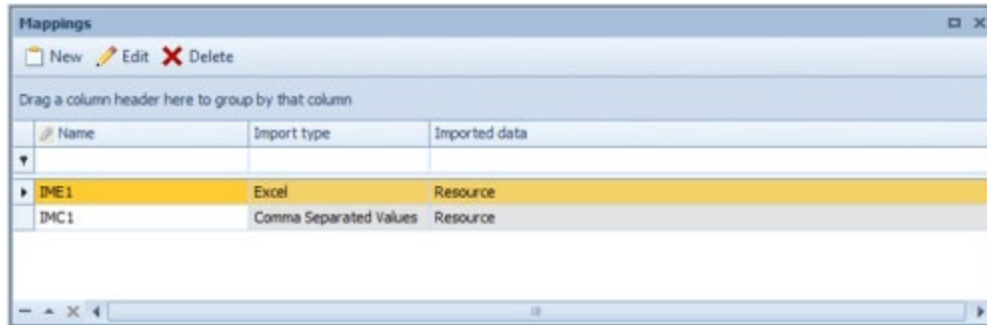 Mappings
New Edit Delete
Drag a column header here to group by that column
Name Import type Imported data
IME1 Excel Resource
IMC1 Comma Separated Values Resource